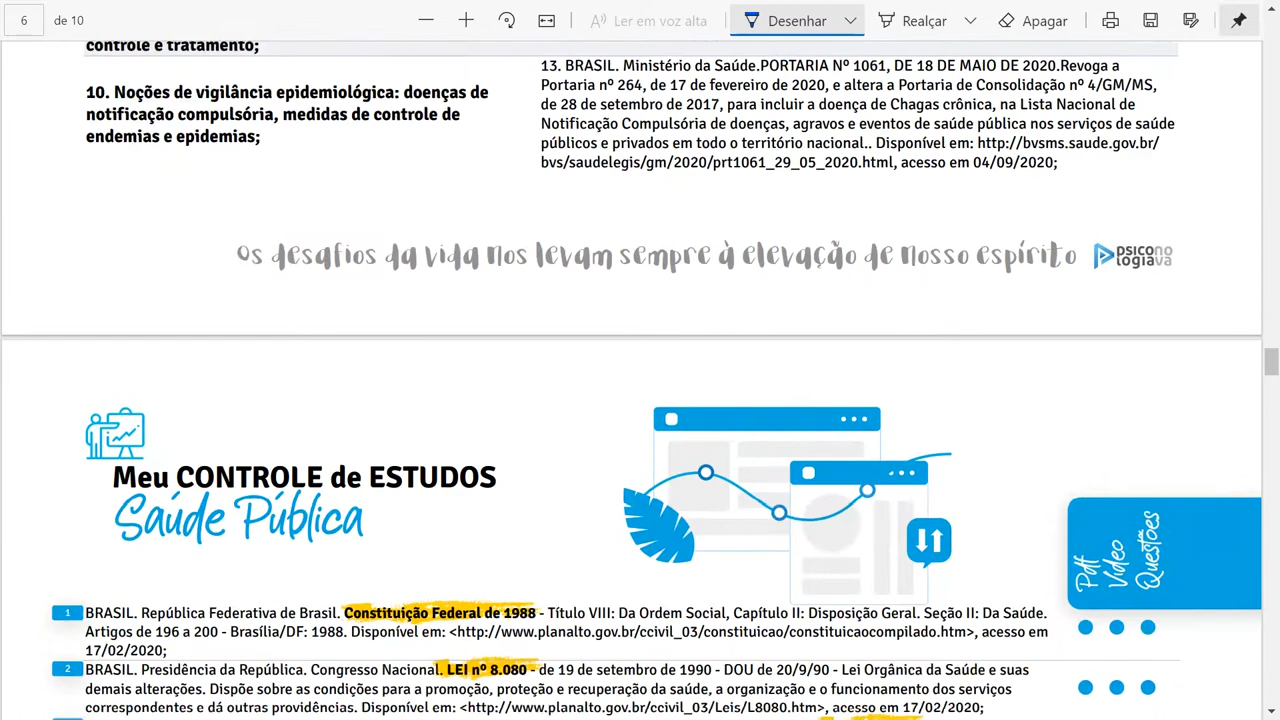 6 de 10 Ler em voz alta Desenhar Realçar Apagar
controle e tratamento;
10. Noções de vigilância epidemiológica: doenças de
notificação compulsória, medidas de controle de
endemias e epidemias;
13. BRASIL. Ministério da Saúde.PORTARIA Nº 1061, DE 18 DE MAIO DE 2020.Revoga a
Portaria nº 264, de 17 de fevereiro de 2020, e altera a Portaria de Consolidação nº 4/GM/MS,
de 28 de setembro de 2017, para incluir a doença de Chagas crônica, na Lista Nacional de
Notificação Compulsória de doenças, agravos e eventos de saúde pública nos serviços de saúde
públicos e privados em todo o território nacional.. Disponível em: http://bvsms.saude.gov.br/
bvs/saudelegis/gm/2020/prt1061_29_05_2020.html, acesso em 04/09/2020;
Os desafios da vida nos levam sempre à elevação de nosso espírito
psicono
logiava
Meu CONTROLE de ESTUDOS
Saúde Pública
Pdf
Vídeo
Questões
1 BRASIL. República Federativa de Brasil. Constituição Federal de 1988 - Título VIII: Da Ordem Social, Capítulo II: Disposição Geral. Seção II: Da Saúde.
Artigos de 196 a 200 - Brasília/DF: 1988. Disponível em: <http://www.planalto.gov.br/ccivil_03/constituicao/constituicaocompilado.htm>, acesso em
17/02/2020;
2 BRASIL. Presidência da República. Congresso Nacional. LEI nº 8.080 - de 19 de setembro de 1990 - DOU de 20/9/90 - Lei Orgânica da Saúde e suas
demais alterações. Dispõe sobre as condições para a promoção, proteção e recuperação da saúde, a organização e o funcionamento dos serviços
correspondentes e dá outras providências. Disponível em: <http://www.planalto.gov.br/ccivil_03/Leis/L8080.htm>, acesso em 17/02/2020;